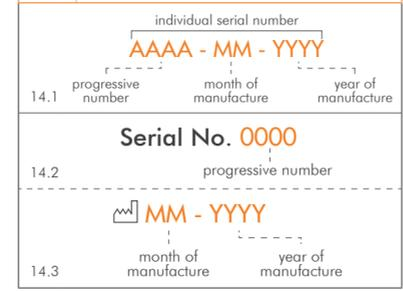 individual serial number
AAAA - MM - YYYY
progressive number
month of manufacture
year of manufacture
14.1
Serial No. 0000
progressive number
14.2
MM - YYYY
month of manufacture
year of manufacture
14.3